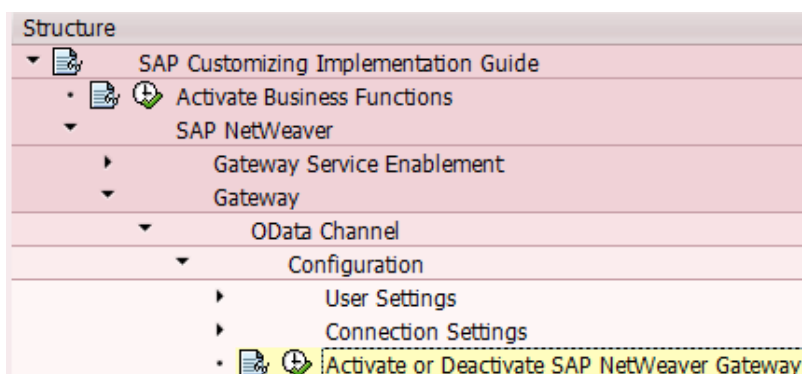 Structure
SAP Customizing Implementation Guide
Activate Business Functions
SAP NetWeaver
Gateway Service Enablement
Gateway
OData Channel
Configuration
User Settings
Connection Settings
Activate or Deactivate SAP NetWeaver Gateway